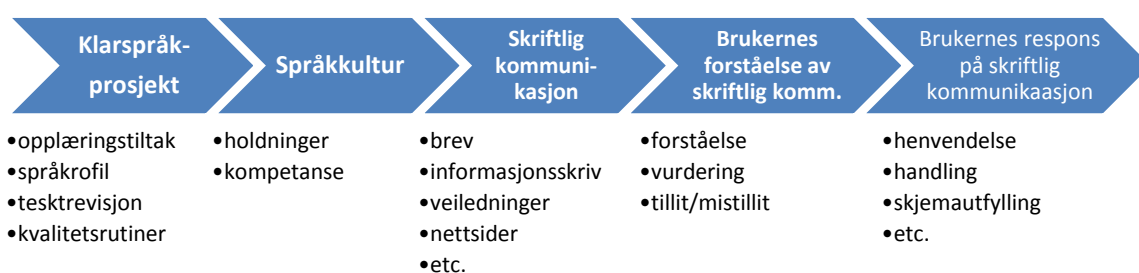 Klarspråk-
prosjekt
•opplæringstiltak
•språkrofil
•tesktrevisjon
•kvalitetsrutiner
Språkkultur
•holdninger
•kompetanse
Skriftlig
kommuni-
kasjon
•brev
•informasjonsskriv
•veiledninger
•nettsider
•etc.
Brukernes
forståelse av
skriftlig komm.
•forståelse
•vurdering
•tillit/mistillit
Brukernes respons
på skriftlig
kommunikaasjon
•henvendelse
•handling
•skjemautfylling
•etc.